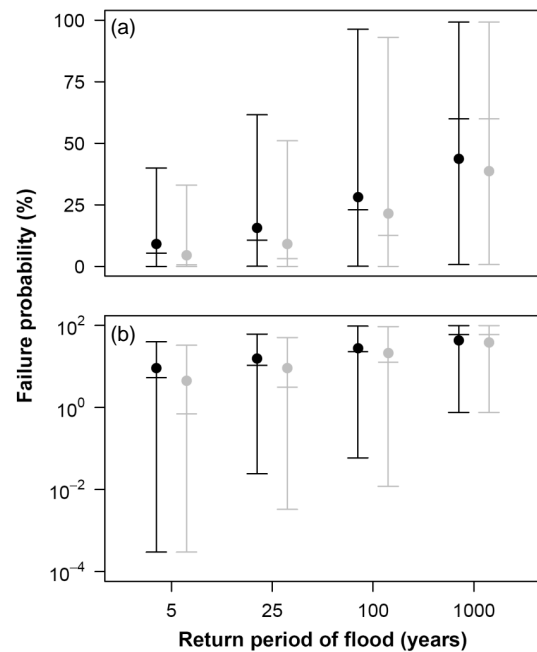 (a)
100
75
50
25
0
Failure probability (%)
(b)
10²
10⁰
10⁻²
10⁻⁴
5 25 100 1000
Return period of flood (years)